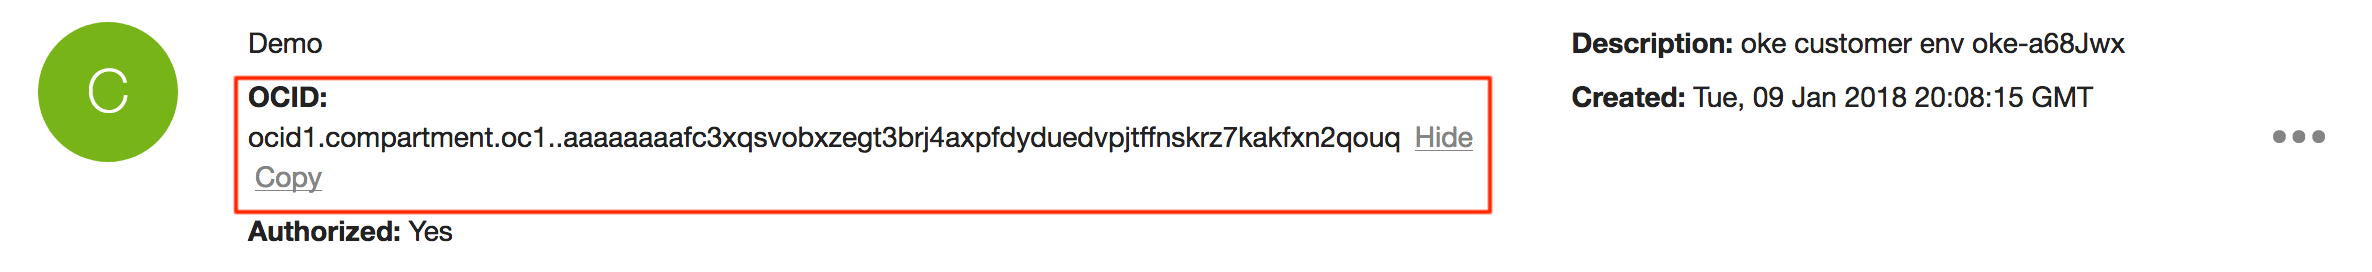 C
Demo
OCID:
ocid1.compartment.oc1..aaaaaaaafc3xqsvobxzegt3brj4axpfdyduedvpjtffnskrz7kakfxn2qouq Hide
Copy
Authorized: Yes
Description: oke customer env oke-a68Jwx
Created: Tue, 09 Jan 2018 20:08:15 GMT